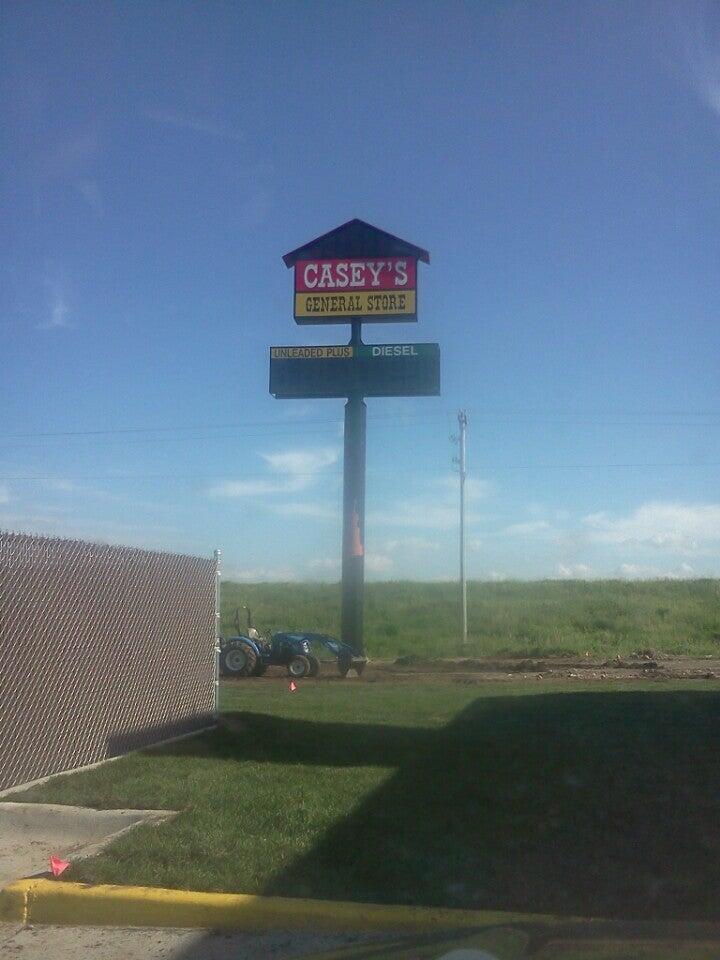 CASEY'S
GENERAL STORE
UNLEADED PLUS DIESEL